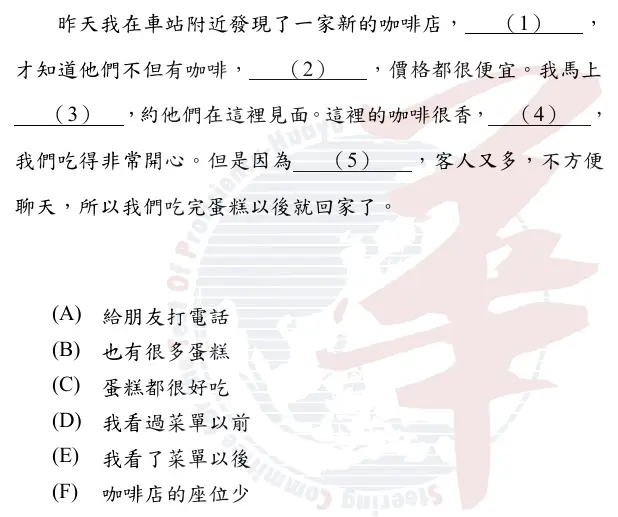 昨天我在車站附近發現了一家新的咖啡店，（1），
才知道他們不但有咖啡，（2），價格都很便宜。我馬上
（3），約他們在這裡見面。這裡的咖啡很香，（4），
我們吃得非常開心。但是因為（5），客人又多，不方便
聊天，所以我們吃完蛋糕以後就回家了。
(A) 給朋友打電話
(B) 也有很多蛋糕
(C) 蛋糕都很好吃
(D) 我看過菜單以前
(E) 我看了菜單以後
(F) 咖啡店的座位少